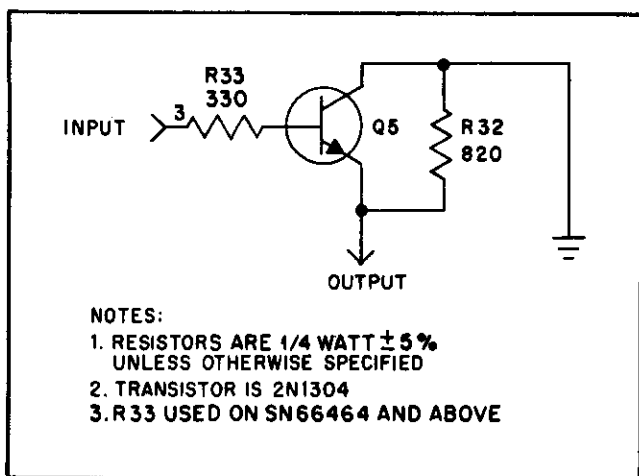 R33
330
3
INPUT
Q5
R32
820
OUTPUT
NOTES:
1. RESISTORS ARE 1/4 WATT ±5%
UNLESS OTHERWISE SPECIFIED
2. TRANSISTOR IS 2N1304
3. R33 USED ON SN66464 AND ABOVE